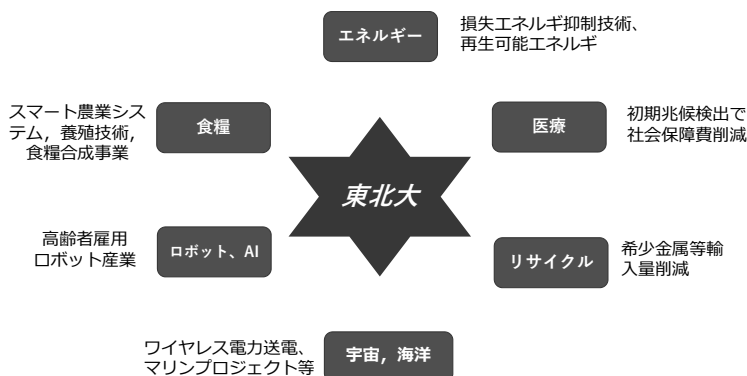 エネルギー
損失エネルギ抑制技術、
再生可能エネルギ
スマート農業シス
テム，養殖技術，
食糧合成事業
食糧
医療
初期兆候検出で
社会保障費削減
東北大
高齢者雇用
ロボット産業
ロボット、AI
リサイクル
希少金属等輸
入量削減
ワイヤレス電力送電、
マリンプロジェクト等
宇宙，海洋